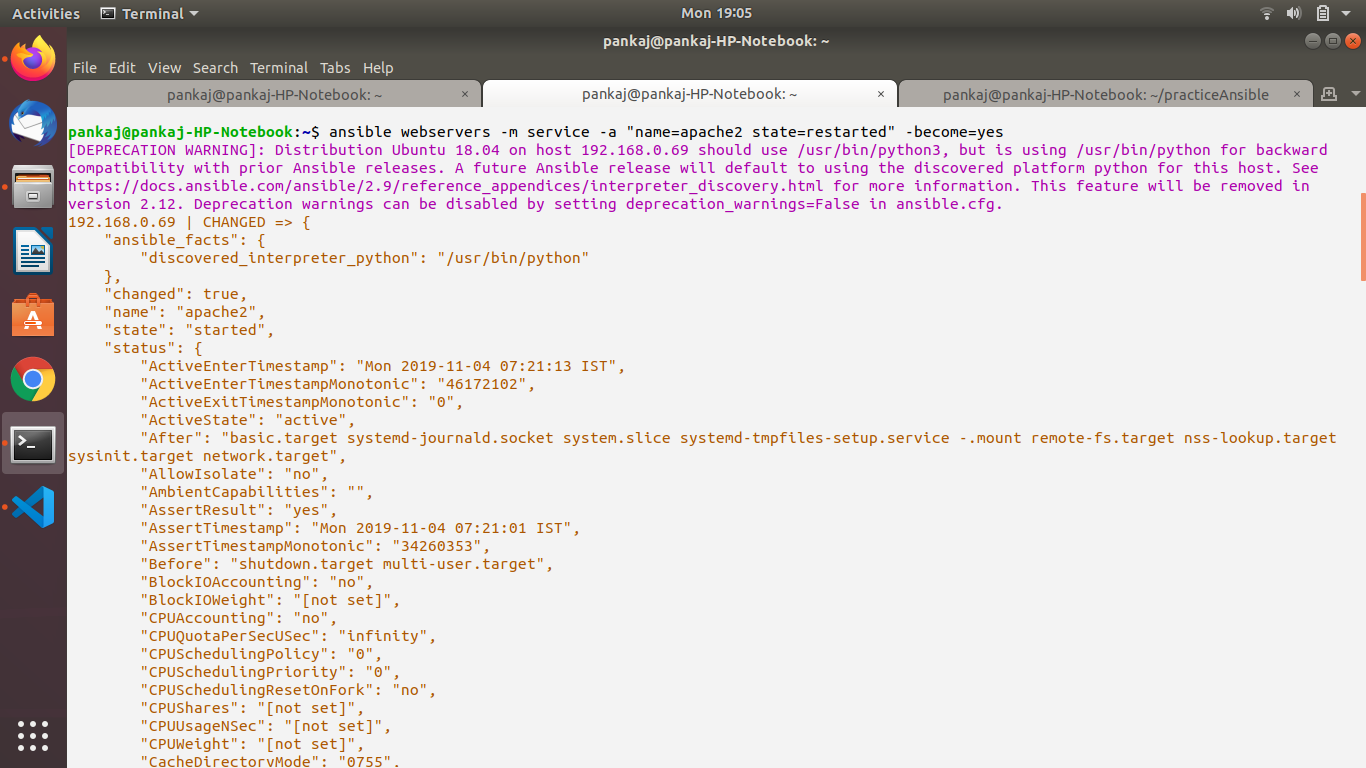 Activities Terminal Mon 19:05
pankaj@pankaj-HP-Notebook: ~
File Edit View Search Terminal Tabs Help
pankaj@pankaj-HP-Notebook: ~ × pankaj@pankaj-HP-Notebook: ~ × pankaj@pankaj-HP-Notebook: ~/practiceAnsible ×
pankaj@pankaj-HP-Notebook:~$ ansible webservers -m service -a "name=apache2 state=restarted" -become=yes
[DEPRECATION WARNING]: Distribution Ubuntu 18.04 on host 192.168.0.69 should use /usr/bin/python3, but is using /usr/bin/python for backward
compatibility with prior Ansible releases. A future Ansible release will default to using the discovered platform python for this host. See
https://docs.ansible.com/ansible/2.9/reference_appendices/interpreter_discovery.html for more information. This feature will be removed in
version 2.12. Deprecation warnings can be disabled by setting deprecation_warnings=False in ansible.cfg.
192.168.0.69 | CHANGED => {
    "ansible_facts": {
        "discovered_interpreter_python": "/usr/bin/python"
    },
    "changed": true,
    "name": "apache2",
    "state": "started",
    "status": {
        "ActiveEnterTimestamp": "Mon 2019-11-04 07:21:13 IST",
        "ActiveEnterTimestampMonotonic": "46172102",
        "ActiveExitTimestampMonotonic": "0",
        "ActiveState": "active",
        "After": "basic.target systemd-journald.socket system.slice systemd-tmpfiles-setup.service -.mount remote-fs.target nss-lookup.target
sysinit.target network.target",
        "AllowIsolate": "no",
        "AmbientCapabilities": "",
        "AssertResult": "yes",
        "AssertTimestamp": "Mon 2019-11-04 07:21:01 IST",
        "AssertTimestampMonotonic": "34260353",
        "Before": "shutdown.target multi-user.target",
        "BlockIOAccounting": "no",
        "BlockIOWeight": "[not set]",
        "CPUAccounting": "no",
        "CPUQuotaPerSecUSec": "infinity",
        "CPUSchedulingPolicy": "0",
        "CPUSchedulingPriority": "0",
        "CPUSchedulingResetOnFork": "no",
        "CPUShares": "[not set]",
        "CPUUsageNSec": "[not set]",
        "CPUWeight": "[not set]",
        "CacheDirectoryMode": "0755",